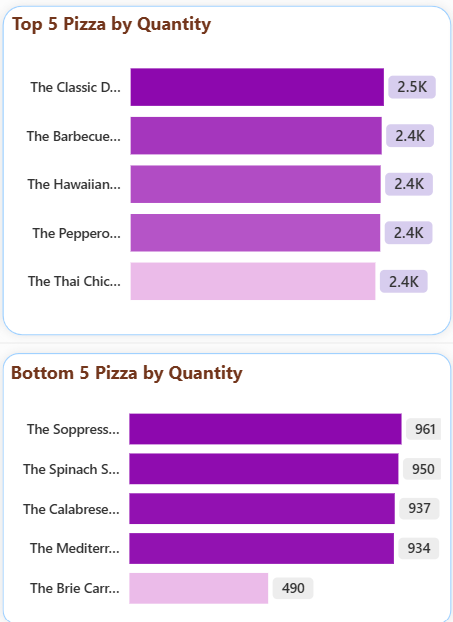 Top 5 Pizza by Quantity
The Classic D... 2.5K
The Barbecue... 2.4K
The Hawaiian... 2.4K
The Peppero... 2.4K
The Thai Chic... 2.4K
Bottom 5 Pizza by Quantity
The Soppress... 961
The Spinach S... 950
The Calabrese... 937
The Mediterr... 934
The Brie Carr... 490